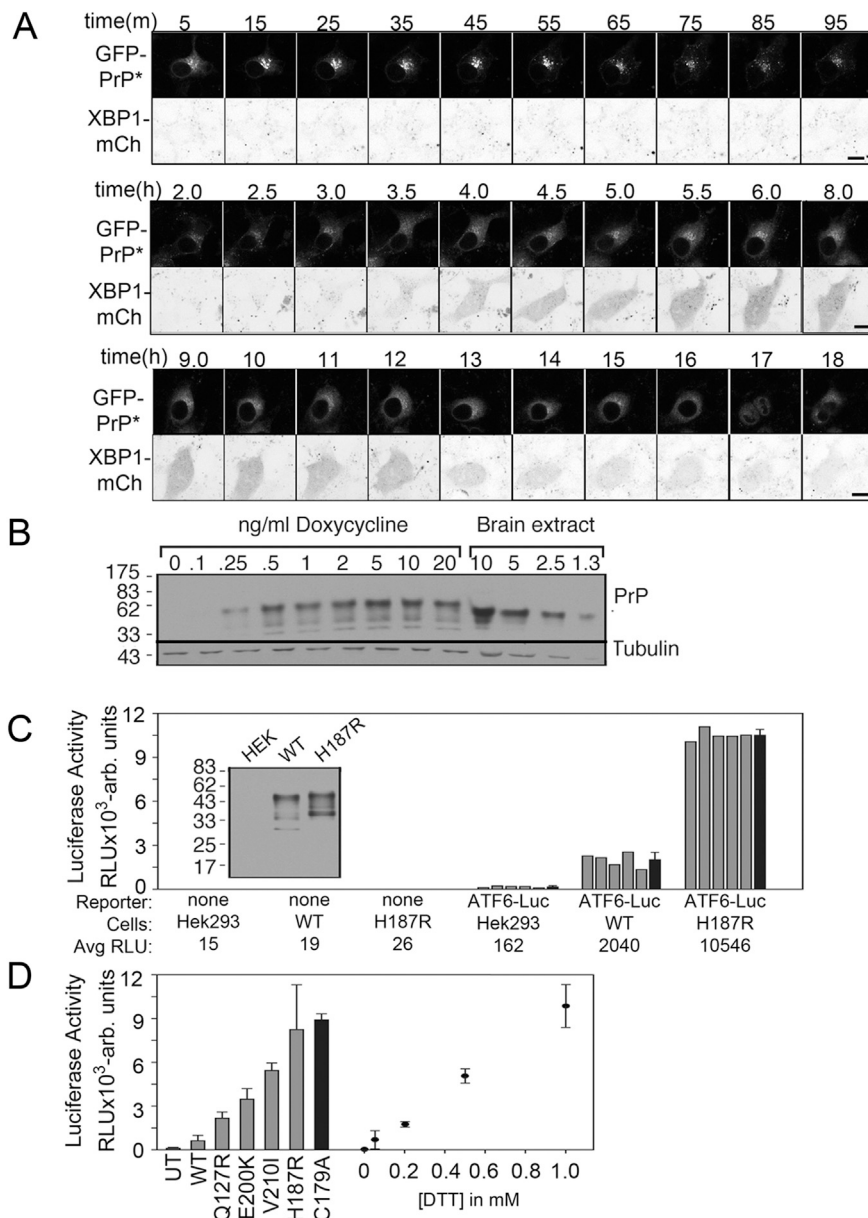 A
time(m) 5 15 25 35 45 55 65 75 85 95
GFP-
PrP*
XBP1-
mCh
time(h) 2.0 2.5 3.0 3.5 4.0 4.5 5.0 5.5 6.0 8.0
GFP-
PrP*
XBP1-
mCh
time(h) 9.0 10 11 12 13 14 15 16 17 18
GFP-
PrP*
XBP1-
mCh
B
ng/ml Doxycycline Brain extract
0 .1 .25 .5 1 2 5 10 20 10 5 2.5 1.3
175
83
62
33
43
PrP
Tubulin
C
Luciferase Activity
RLUx10³-arb. units
12
9
6
3
0
HEK WT H187R
83
62
43
33
25
17
Reporter: none none none ATF6-Luc ATF6-Luc ATF6-Luc
Cells: Hek293 WT H187R Hek293 WT H187R
Avg RLU: 15 19 26 162 2040 10546
D
Luciferase Activity
RLUx10³-arb. units
12
9
6
3
0
UT WT Q127R E200K V210I H187R C179A
0 0.2 0.4 0.6 0.8 1.0
[DTT] in mM